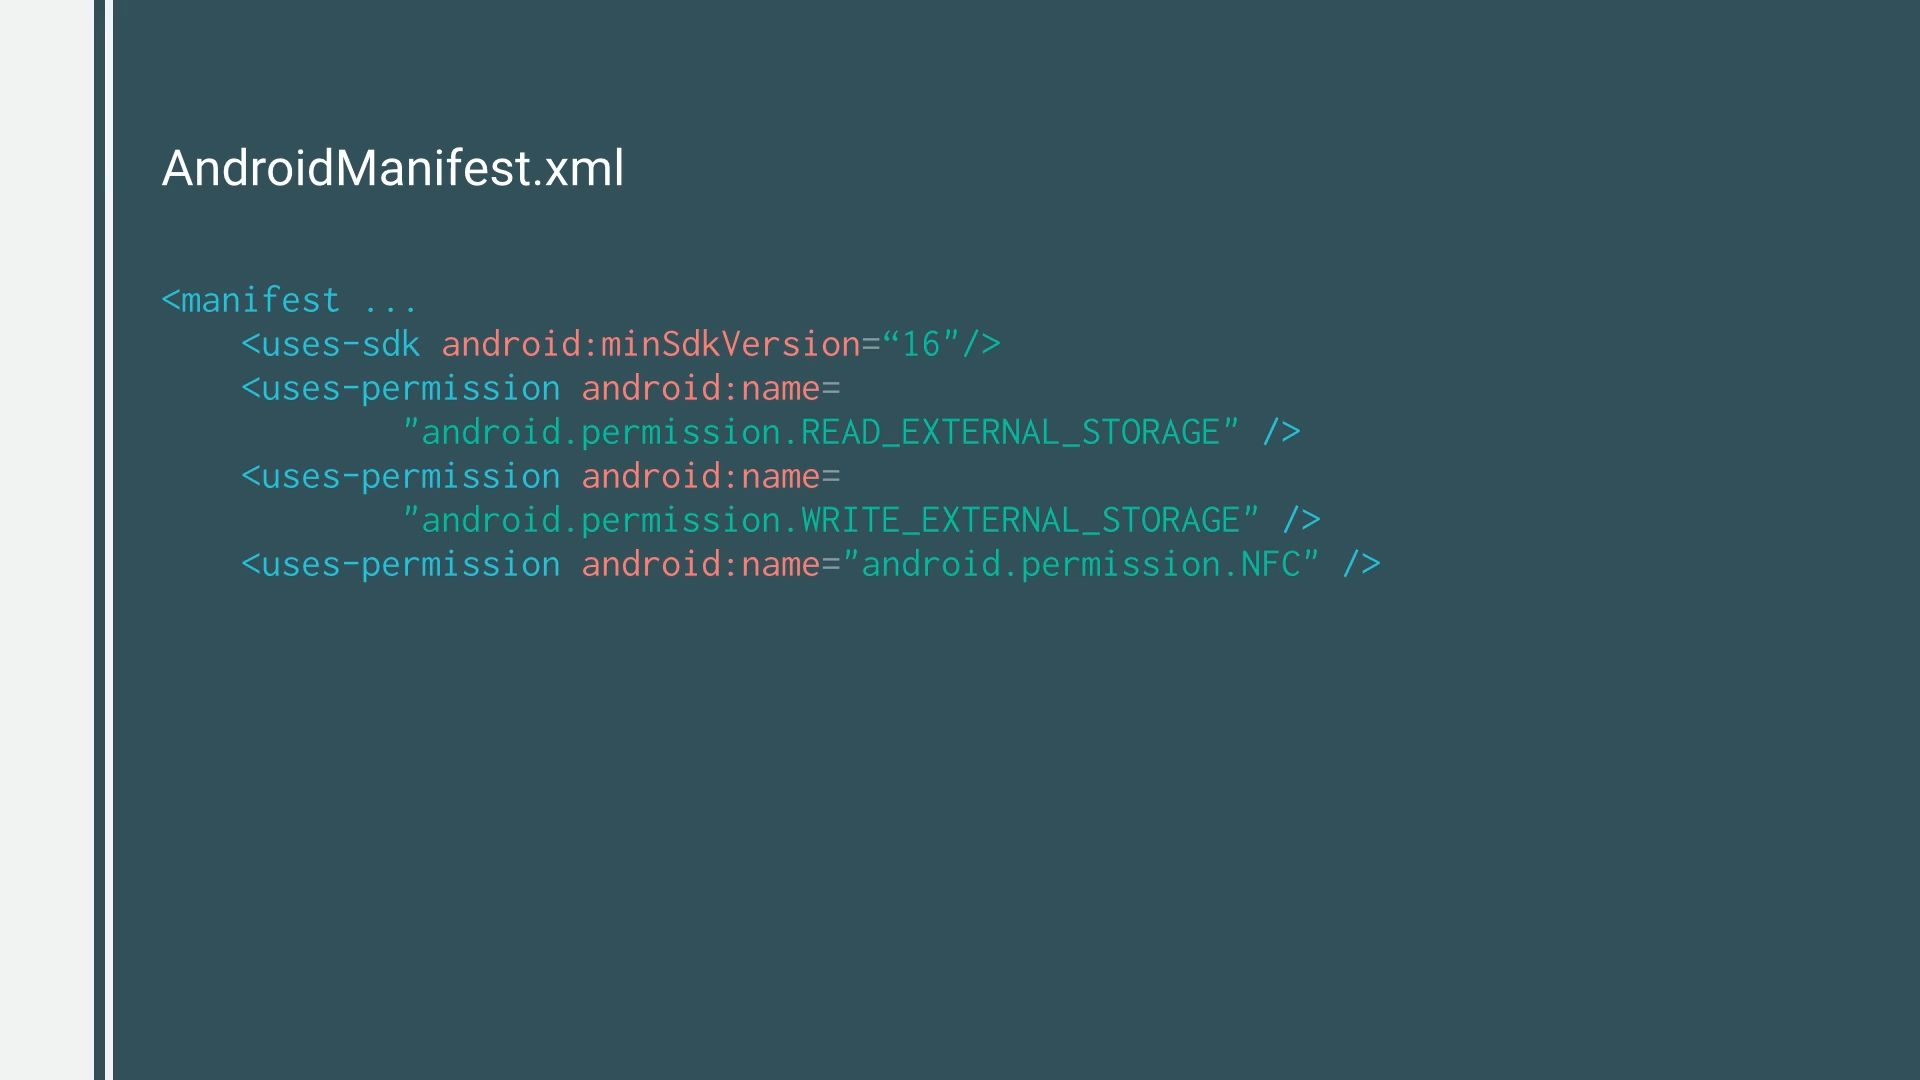 AndroidManifest.xml
<manifest ...
<uses-sdk android:minSdkVersion=“16"/>
<uses-permission android:name=
"android.permission.READ_EXTERNAL_STORAGE" />
<uses-permission android:name=
"android.permission.WRITE_EXTERNAL_STORAGE" />
<uses-permission android:name="android.permission.NFC" />